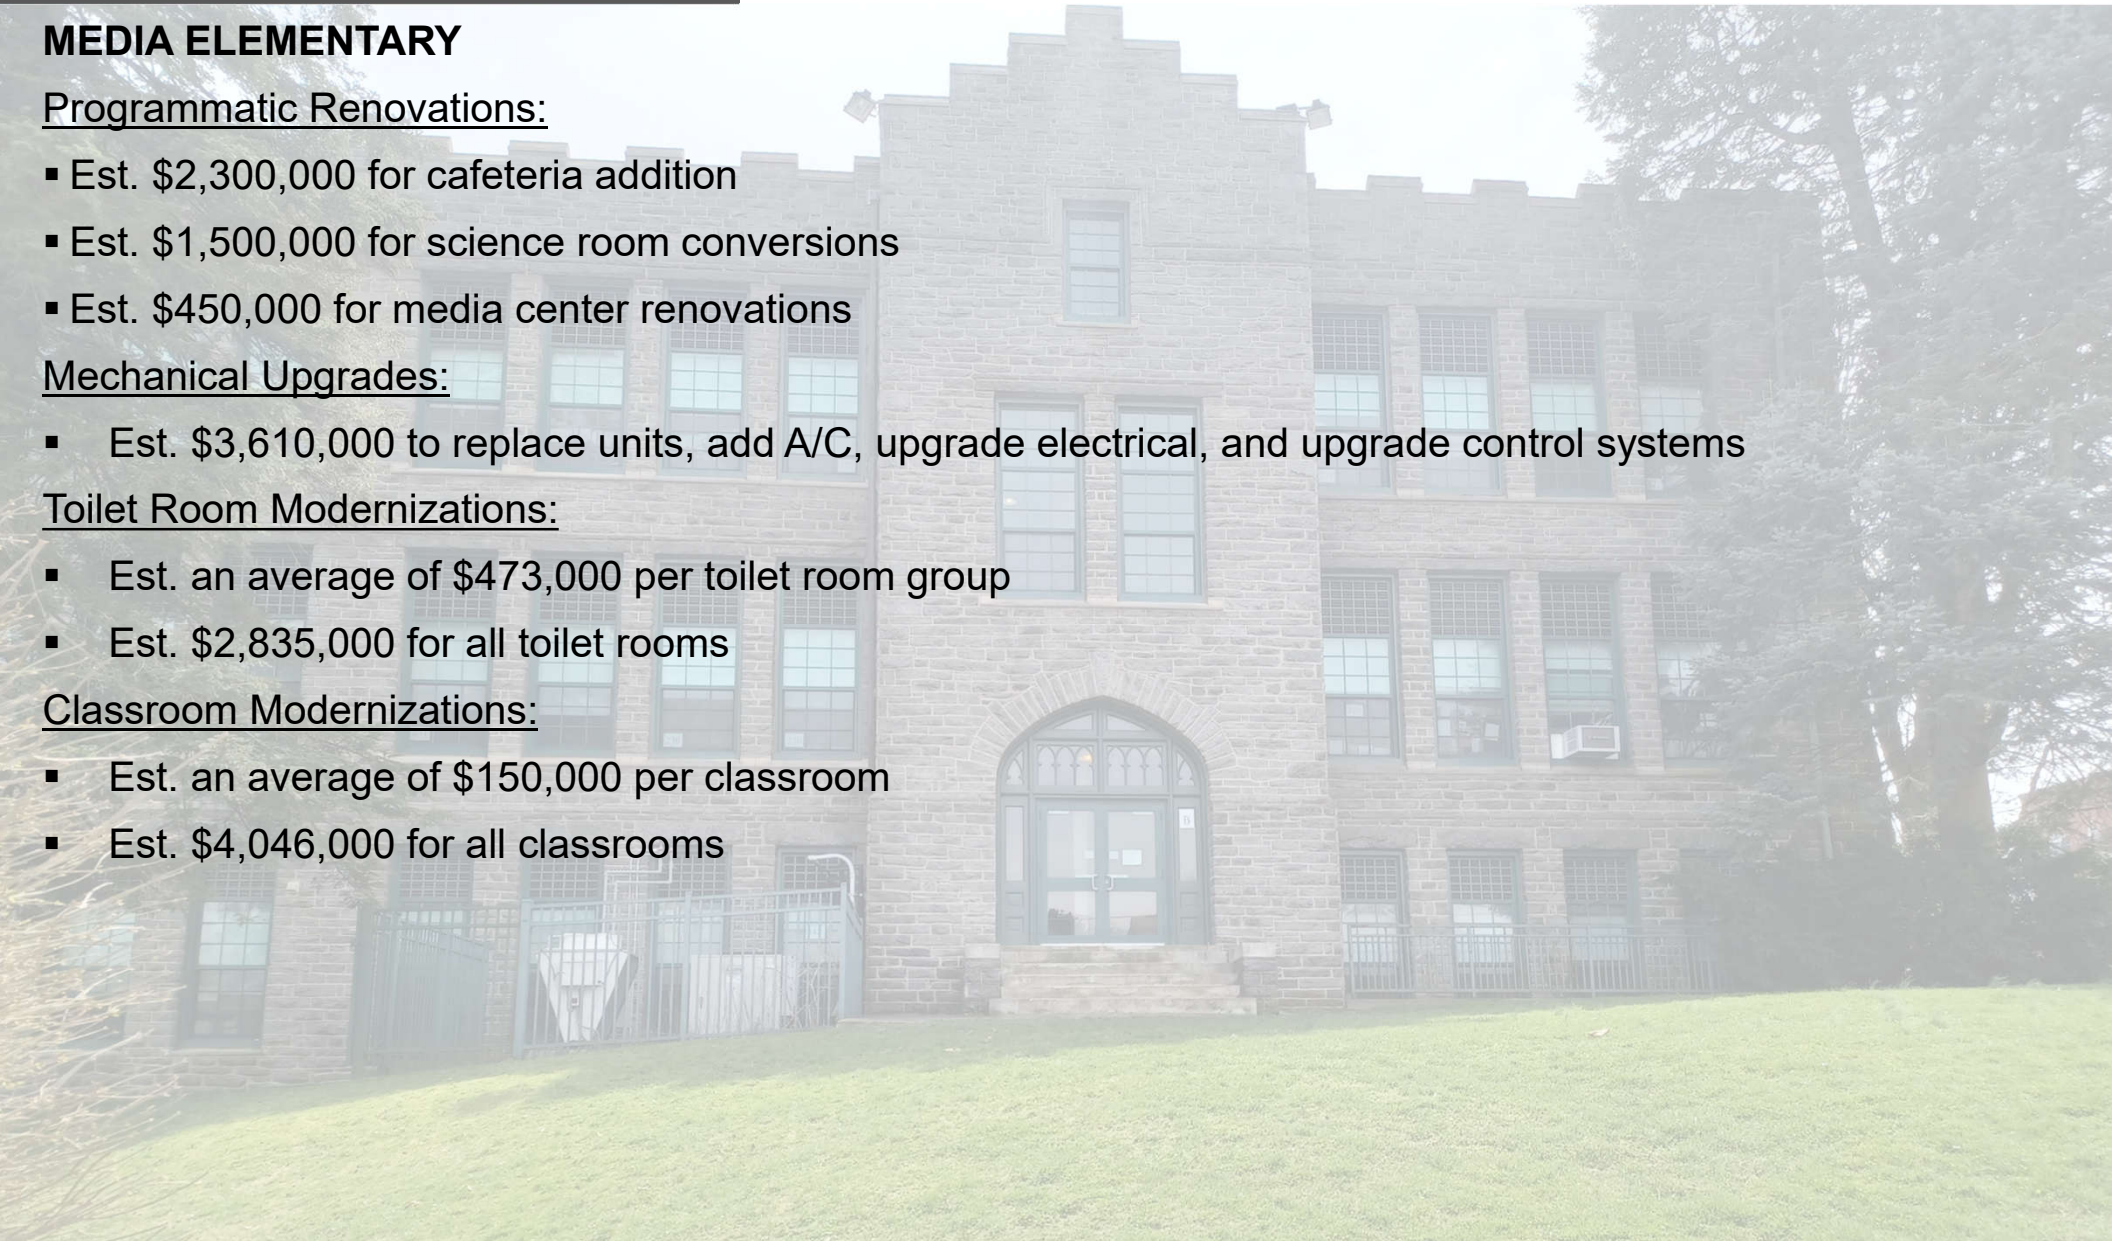 MEDIA ELEMENTARY
Programmatic Renovations:
▪ Est. $2,300,000 for cafeteria addition
▪ Est. $1,500,000 for science room conversions
▪ Est. $450,000 for media center renovations
Mechanical Upgrades:
▪ Est. $3,610,000 to replace units, add A/C, upgrade electrical, and upgrade control systems
Toilet Room Modernizations:
▪ Est. an average of $473,000 per toilet room group
▪ Est. $2,835,000 for all toilet rooms
Classroom Modernizations:
▪ Est. an average of $150,000 per classroom
▪ Est. $4,046,000 for all classrooms